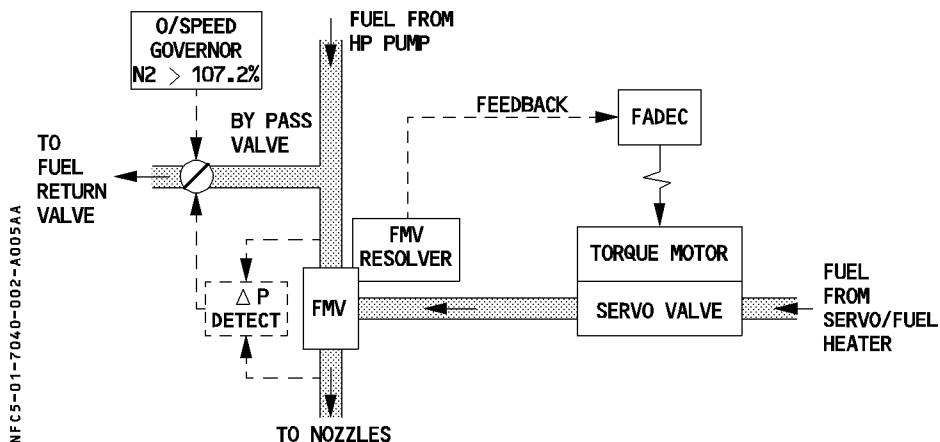 O/SPEED
GOVERNOR
N2 > 107.2%
FUEL FROM
HP PUMP
BY PASS
VALVE
TO
FUEL
RETURN
VALVE
FEEDBACK
FADEC
FMV
RESOLVER
TORQUE MOTOR
SERVO VALVE
FUEL
FROM
SERVO/FUEL
HEATER
△ P
DETECT
FMV
TO NOZZLES
NFC5-01-7040-002-A005AA